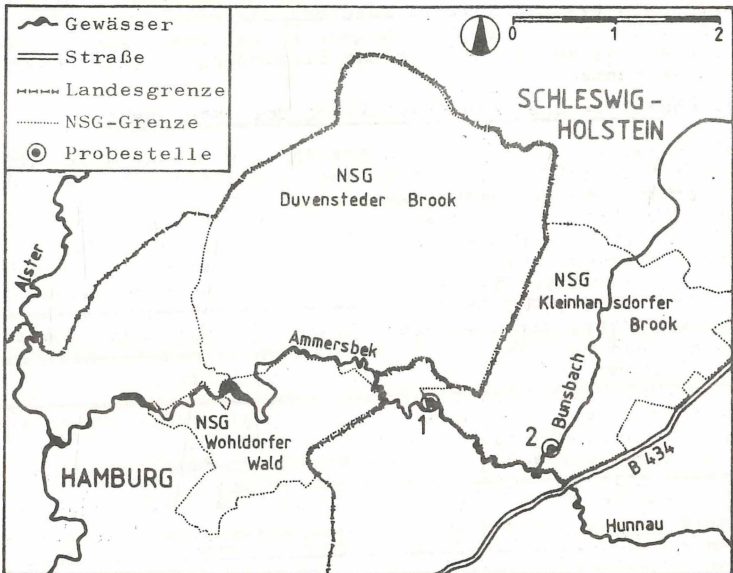 Gewässer
Straße
Landesgrenze
NSG-Grenze
Probestelle
0 1 2
SCHLESWIG-
HOLSTEIN
NSG
Duvensteder Brook
Alster
NSG
Kleinhansdorfer
Brook
Ammersbek
Bunsbach
1
2
NSG
Wohldorfer
Wald
HAMBURG
B 434
Hunnau